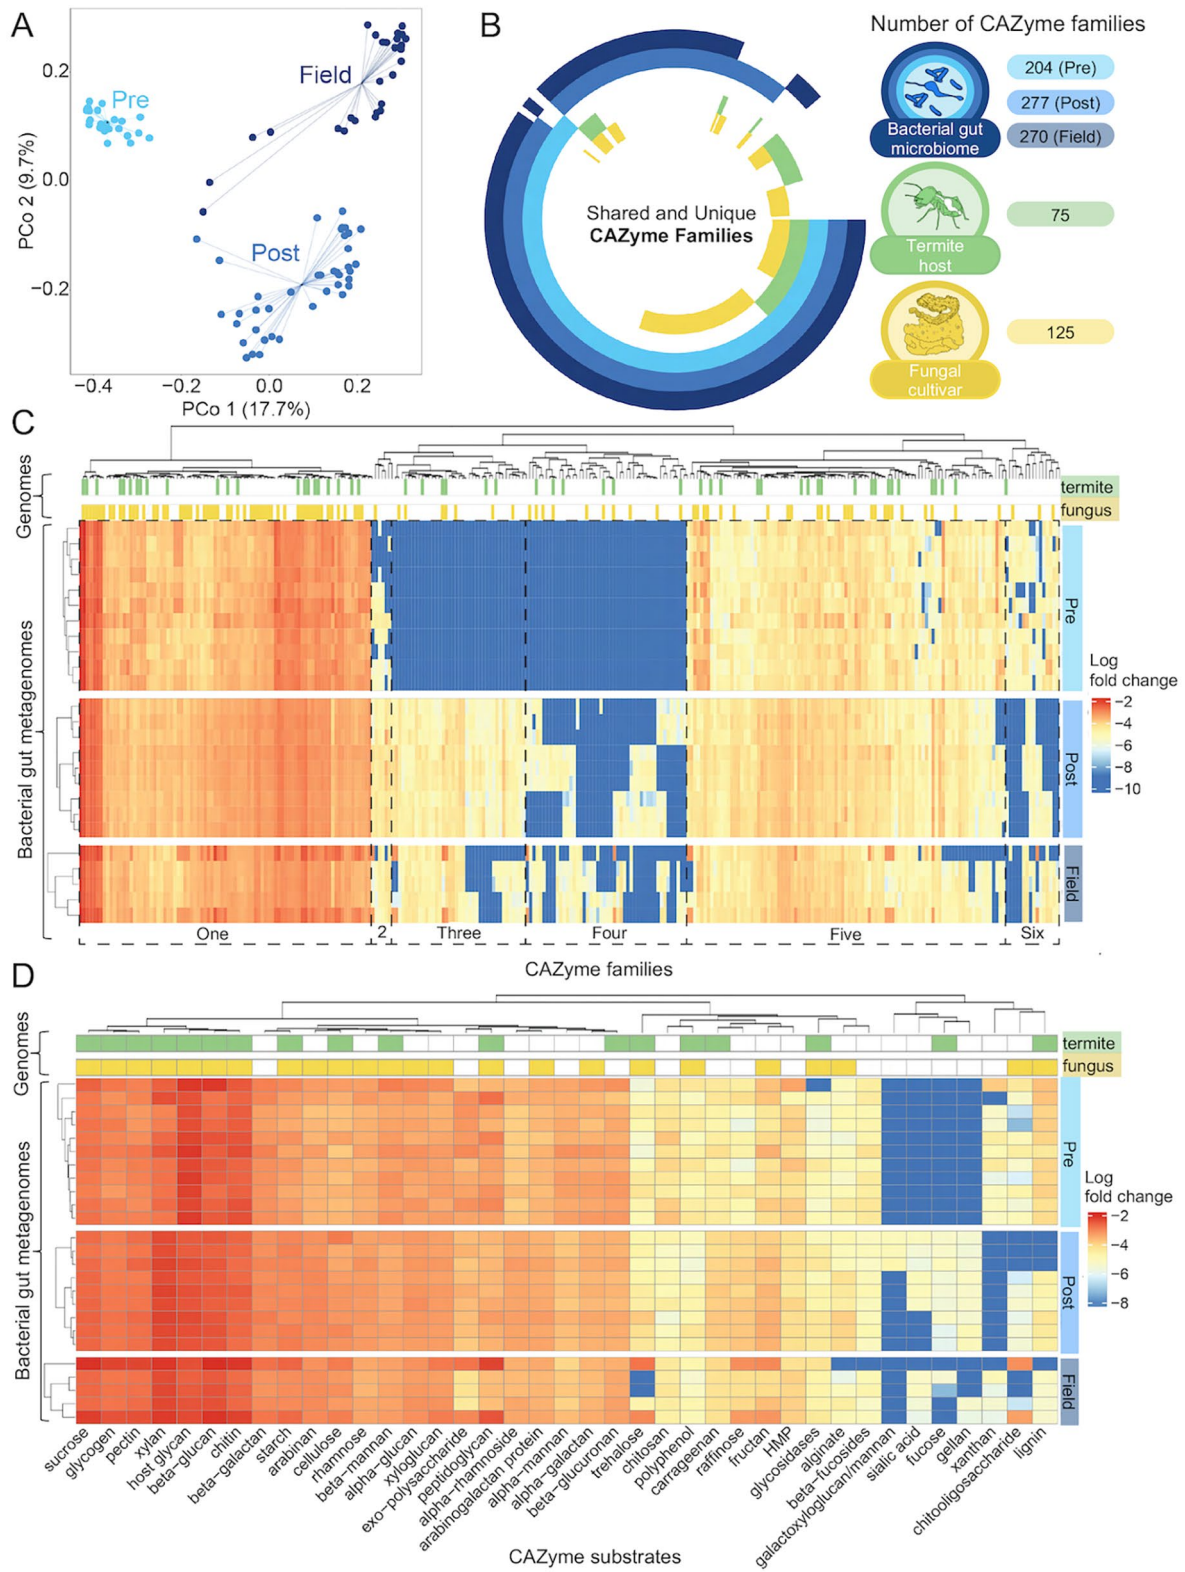 A
PCo 2 (9.7%)
0.2
0.0
−0.2
Pre
Field
Post
−0.4
−0.2
0.0
0.2
PCo 1 (17.7%)
B
Shared and Unique
CAZyme Families
Number of CAZyme families
Bacterial gut
microbiome
204 (Pre)
277 (Post)
270 (Field)
Termite
host
75
Fungal
cultivar
125
C
Genomes
termite
fungus
Bacterial gut metagenomes
Pre
Post
Field
Log
fold change
−2
−4
−6
−8
−10
One
2
Three
Four
Five
Six
CAZyme families
D
Genomes
termite
fungus
Bacterial gut metagenomes
Pre
Post
Field
Log
fold change
−2
−4
−6
−8
sucrose
glycogen
pectin
xylan
host glycan
beta−glucan
chitin
beta−galactan
starch
arabinan
cellulose
rhamnose
beta−mannan
alpha−glucan
xyloglucan
exo−polysaccharide
peptidoglycan
alpha−rhamnoside
arabinogalactan protein
alpha−mannan
alpha−galactan
beta−glucuronan
trehalose
chitosan
polyphenol
carrageenan
raffinose
fructan
HMP
glycosidases
alginate
beta−fucosides
galactoxyloglucan/mannan
sialic acid
fucose
gellan
xanthan
chitooligosaccharide
lignin
CAZyme substrates